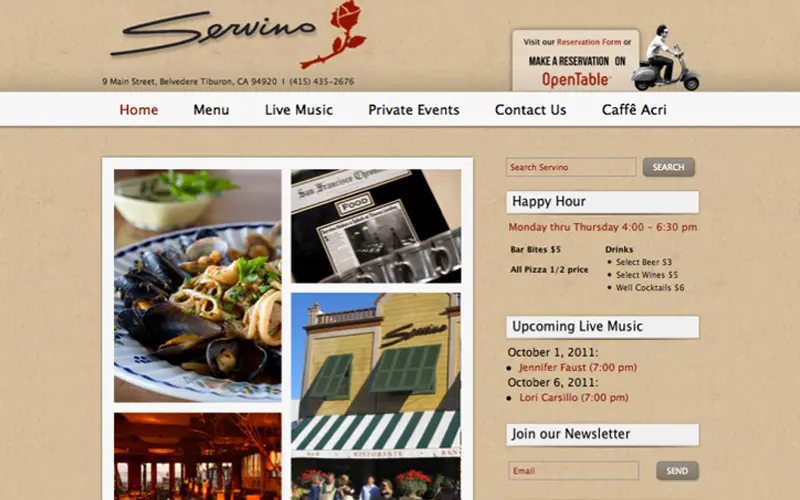 Servino
9 Main Street, Belvedere Tiburon, CA 94920 I (415) 435-2676
Visit our Reservation Form or
MAKE A RESERVATION ON
OpenTable
Home Menu Live Music Private Events Contact Us Caffê Acri
San Francisco Chronicle
FOOD
Search Servino SEARCH
Happy Hour
Monday thru Thursday 4:00 - 6:30 pm
Bar Bites $5
All Pizza 1/2 price
Drinks
Select Beer $3
Select Wines $5
Well Cocktails $6
Servino
BAR RISTORANTE
Upcoming Live Music
October 1, 2011:
Jennifer Faust (7:00 pm)
October 6, 2011:
Lori Carsillo (7:00 pm)
Join our Newsletter
Email SEND